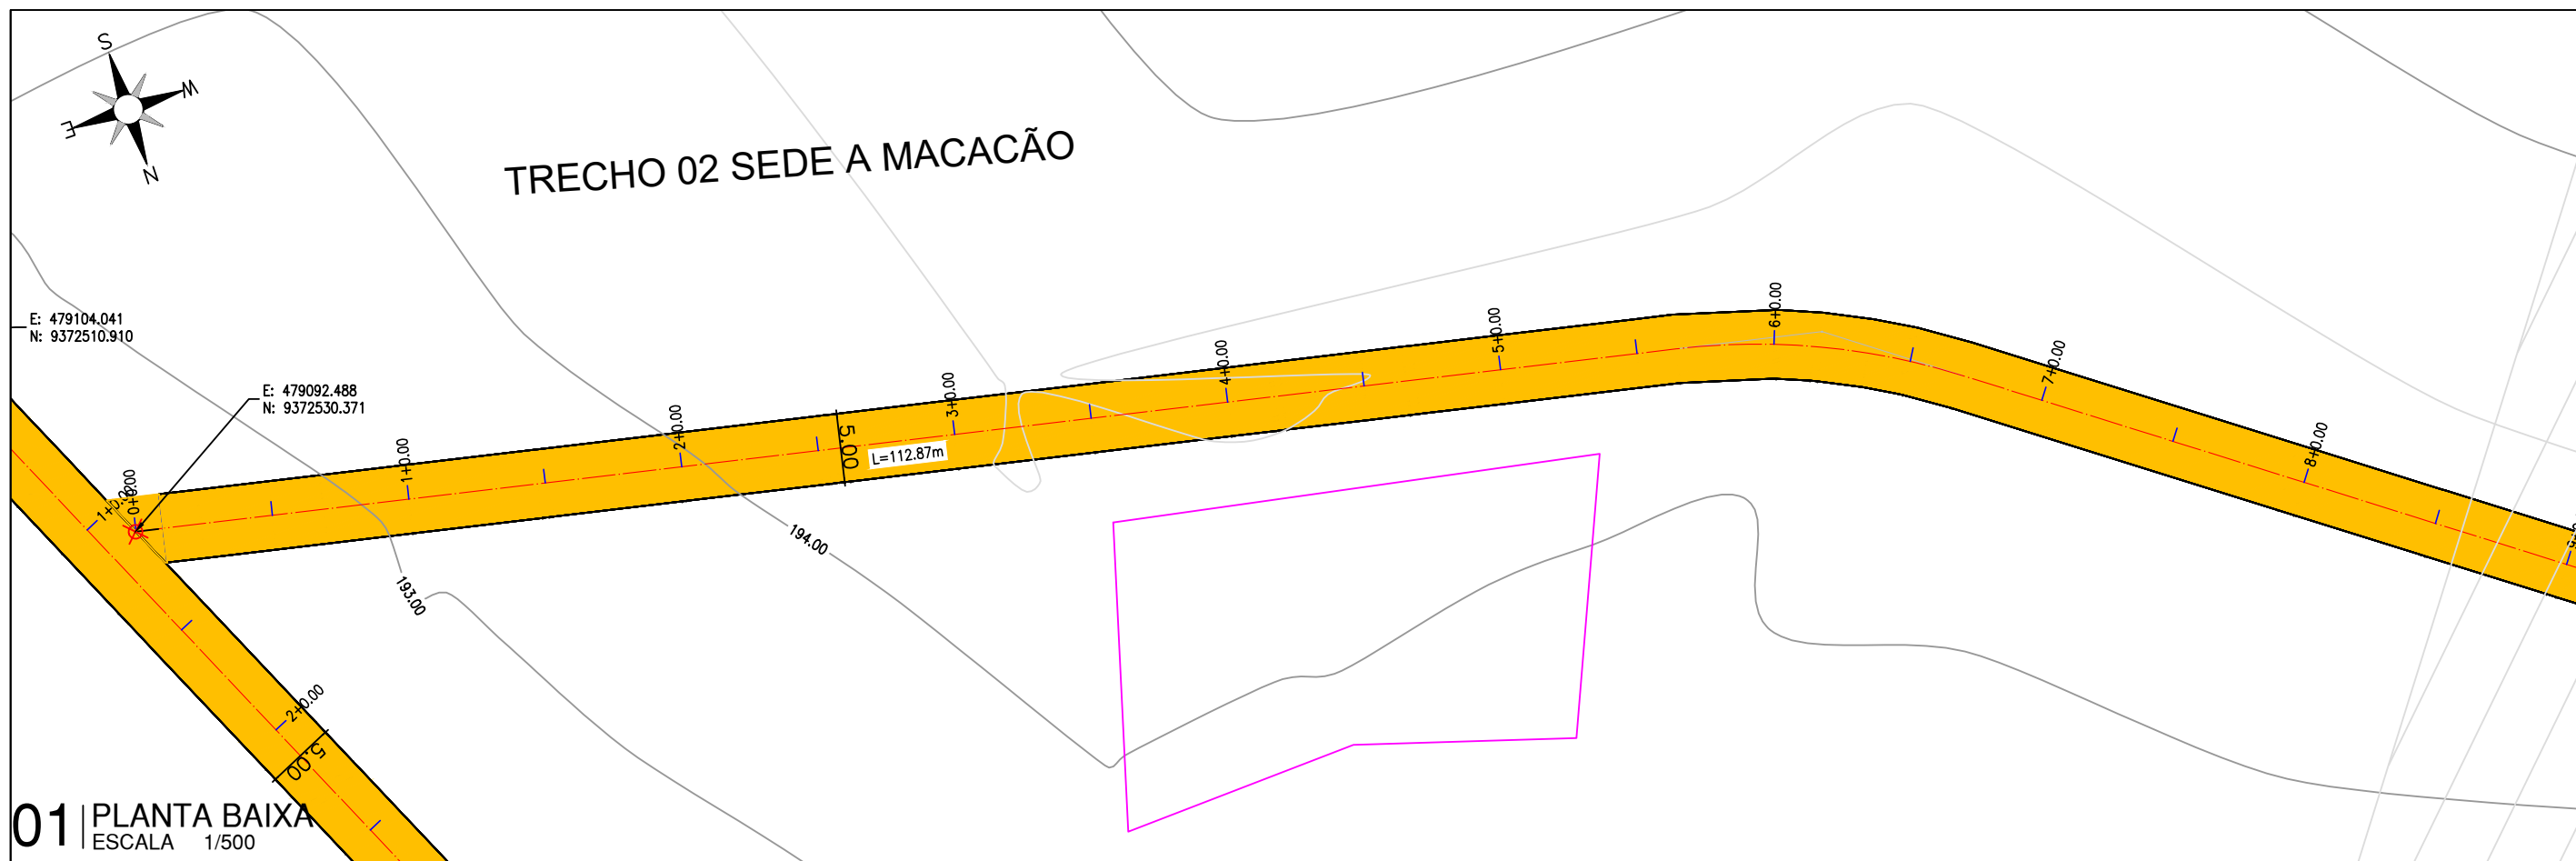 S
W
E
N
TRECHO 02 SEDE A MACACÃO
E: 479104.041
N: 9372510.910
E: 479092.488
N: 9372530.371
0+0.00
1+0.00
2+0.00
3+0.00
4+0.00
5+0.00
6+0.00
7+0.00
8+0.00
5.00
L=112.87m
194.00
193.00
2+0.00
5.00
01 PLANTA BAIXA
ESCALA 1/500